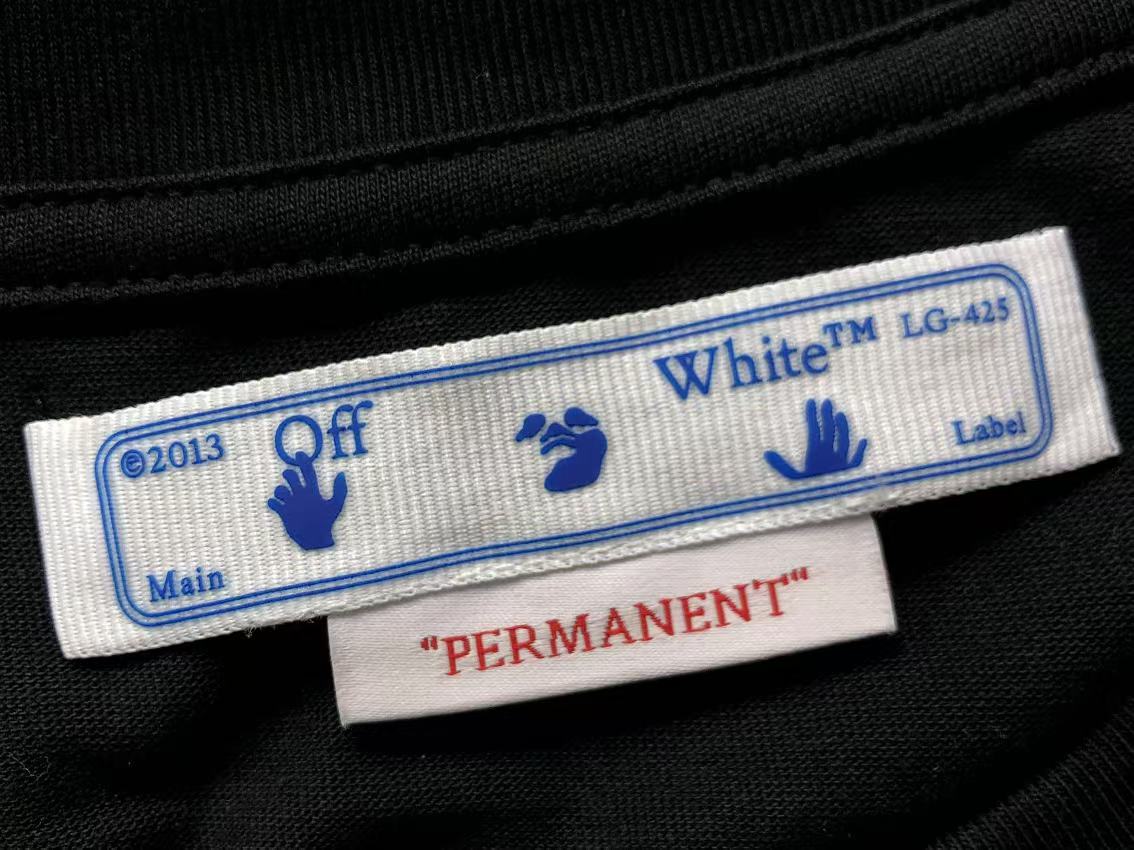 ©2013 Off White™ LG-425
Main Label
"PERMANENT"